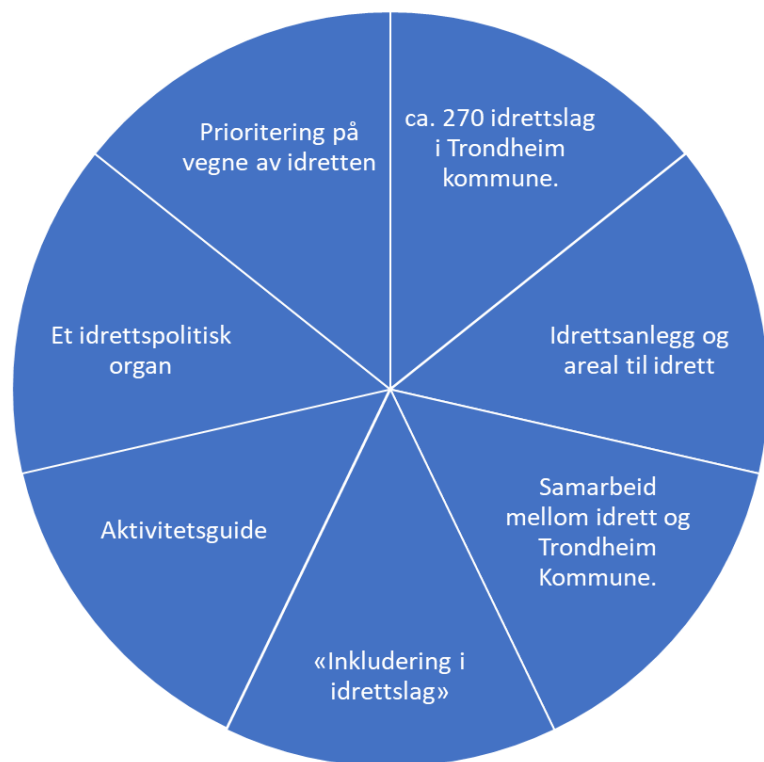 ca. 270 idrettslag
i Trondheim
kommune.
Idrettsanlegg og
areal til idrett
Samarbeid
mellom idrett og
Trondheim
Kommune.
«Inkludering i
idrettslag»
Aktivitetsguide
Et idrettspolitisk
organ
Prioritering på
vegne av idretten